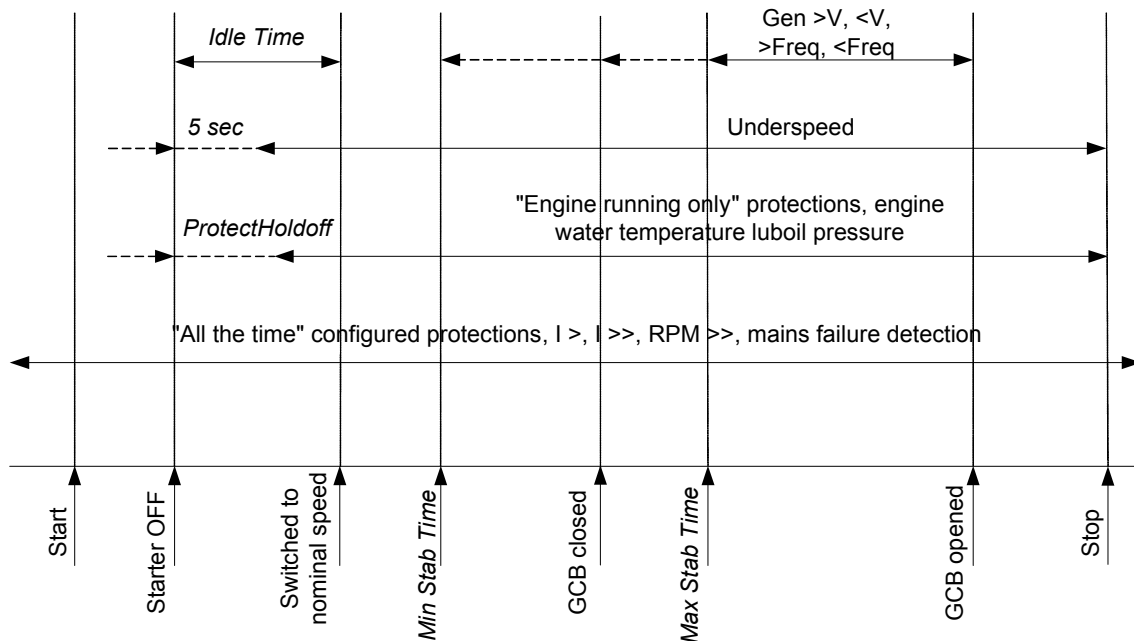 Idle Time
Gen >V, <V,
>Freq, <Freq
5 sec
Underspeed
ProtectHoldoff
"Engine running only" protections, engine
water temperature luboil pressure
"All the time" configured protections, I >, I >>, RPM >>, mains failure detection
Start
Starter OFF
Switched to
nominal speed
Min Stab Time
GCB closed
Max Stab Time
GCB opened
Stop